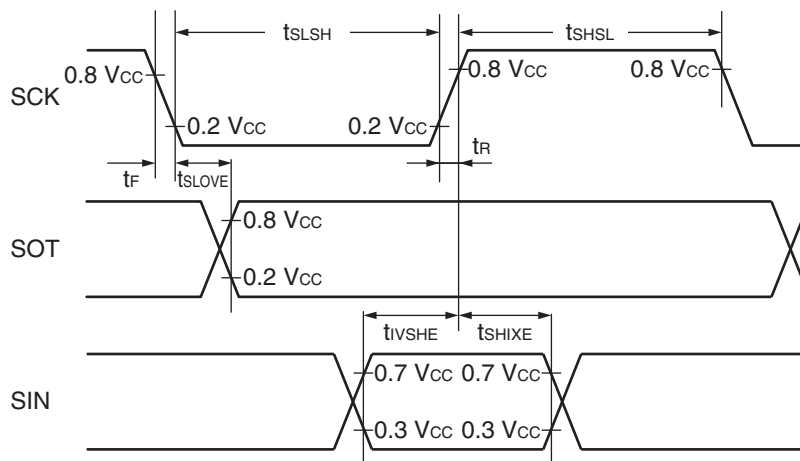 tSLSH tSHSL
SCK 0.8 VCC 0.8 VCC 0.8 VCC
0.2 VCC 0.2 VCC
tF tSLOVE tR
SOT 0.8 VCC
0.2 VCC
tIVSHE tSHIXE
SIN 0.7 VCC 0.7 VCC
0.3 VCC 0.3 VCC